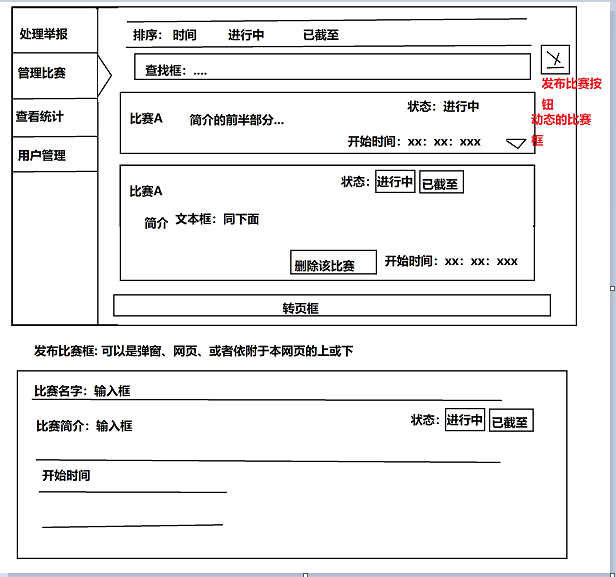 处理举报
管理比赛
查看统计
用户管理
排序： 时间 进行中 已截至
查找框：....
发布比赛按
钮
动态的比赛
框
比赛A 简介的前半部分... 状态：进行中
开始时间：xx：xx：xxx
比赛A 状态： 进行中 已截至
简介 文本框：同下面
删除该比赛 开始时间：xx：xx：xxx
转页框
发布比赛框: 可以是弹窗、网页、或者依附于本网页的上或下
比赛名字：输入框
比赛简介：输入框 状态： 进行中 已截至
开始时间